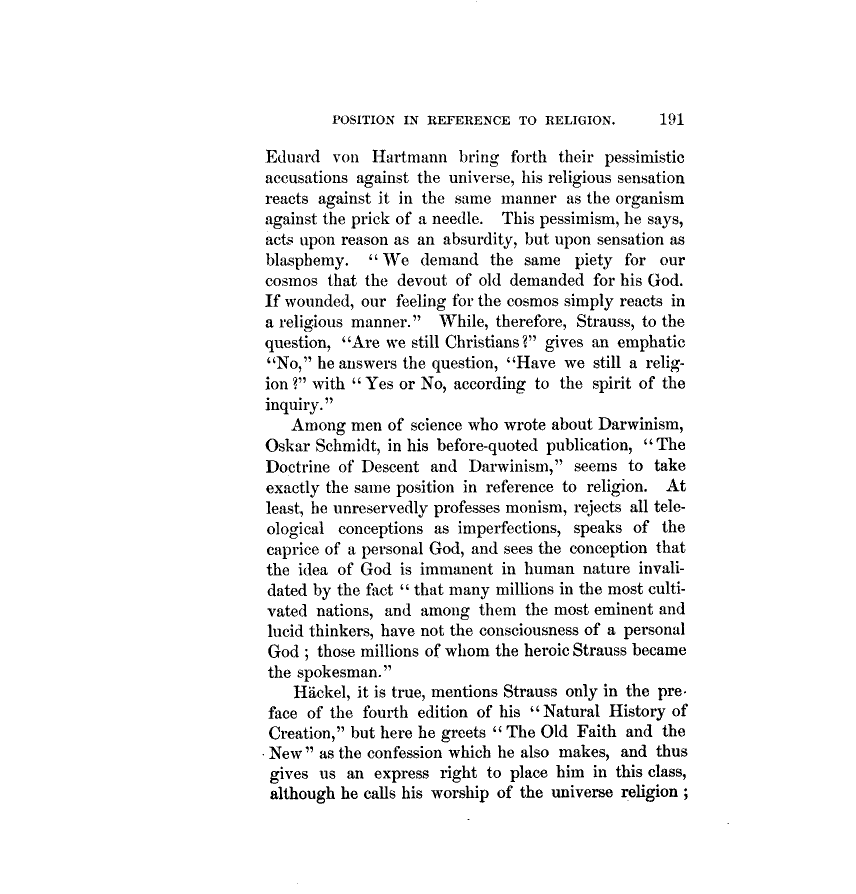 POSITION IN REFERENCE TO RELIGION. 191
Eduard von Hartmann bring forth their pessimistic
accusations against the universe, his religious sensation
reacts against it in the same manner as the organism
against the prick of a needle. This pessimism, he says,
acts upon reason as an absurdity, but upon sensation as
blasphemy. “We demand the same piety for our
cosmos that the devout of old demanded for his God.
If wounded, our feeling for the cosmos simply reacts in
a religious manner.” While, therefore, Strauss, to the
question, “Are we still Christians?” gives an emphatic
“No,” he answers the question, “Have we still a relig-
ion?” with “Yes or No, according to the spirit of the
inquiry.”
Among men of science who wrote about Darwinism,
Oskar Schmidt, in his before-quoted publication, “The
Doctrine of Descent and Darwinism,” seems to take
exactly the same position in reference to religion. At
least, he unreservedly professes monism, rejects all tele-
ological conceptions as imperfections, speaks of the
caprice of a personal God, and sees the conception that
the idea of God is immanent in human nature invali-
dated by the fact “that many millions in the most culti-
vated nations, and among them the most eminent and
lucid thinkers, have not the consciousness of a personal
God; those millions of whom the heroic Strauss became
the spokesman.”
Häckel, it is true, mentions Strauss only in the pre-
face of the fourth edition of his “Natural History of
Creation,” but here he greets “The Old Faith and the
New” as the confession which he also makes, and thus
gives us an express right to place him in this class,
although he calls his worship of the universe religion;